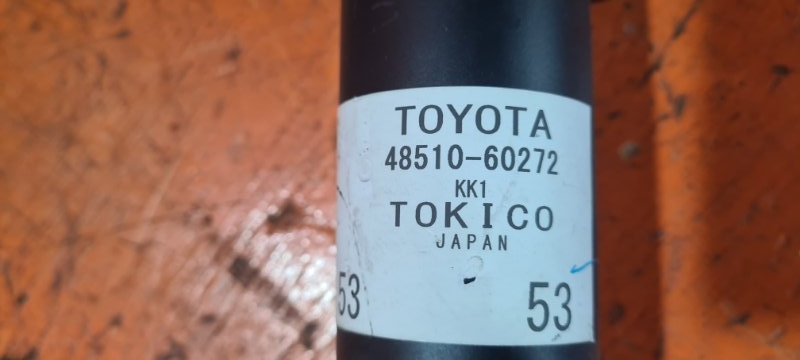 TOYOTA
48510-60272
KK1
TOKICO
JAPAN
53 53